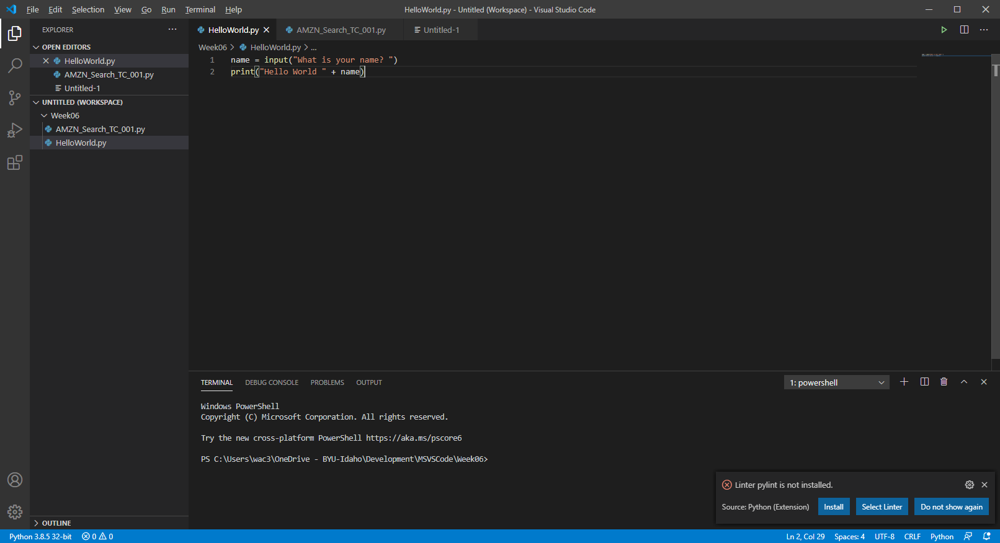 File Edit Selection View Go Run Terminal Help
HelloWorld.py - Untitled (Workspace) - Visual Studio Code
EXPLORER
OPEN EDITORS
HelloWorld.py
AMZN_Search_TC_001.py
Untitled-1
UNTITLED (WORKSPACE)
Week06
AMZN_Search_TC_001.py
HelloWorld.py
OUTLINE
HelloWorld.py AMZN_Search_TC_001.py Untitled-1
Week06 > HelloWorld.py > ...
1 name = input("What is your name? ")
2 print("Hello World " + name)
TERMINAL DEBUG CONSOLE PROBLEMS OUTPUT
1: powershell
Windows PowerShell
Copyright (C) Microsoft Corporation. All rights reserved.
Try the new cross-platform PowerShell https://aka.ms/pscore6
PS C:\Users\wac3\OneDrive - BYU-Idaho\Development\MSVSCode\Week06>
Linter pylint is not installed.
Source: Python (Extension) Install Select Linter Do not show again
Python 3.8.5 32-bit 0 0 Ln 2, Col 29 Spaces: 4 UTF-8 CRLF Python